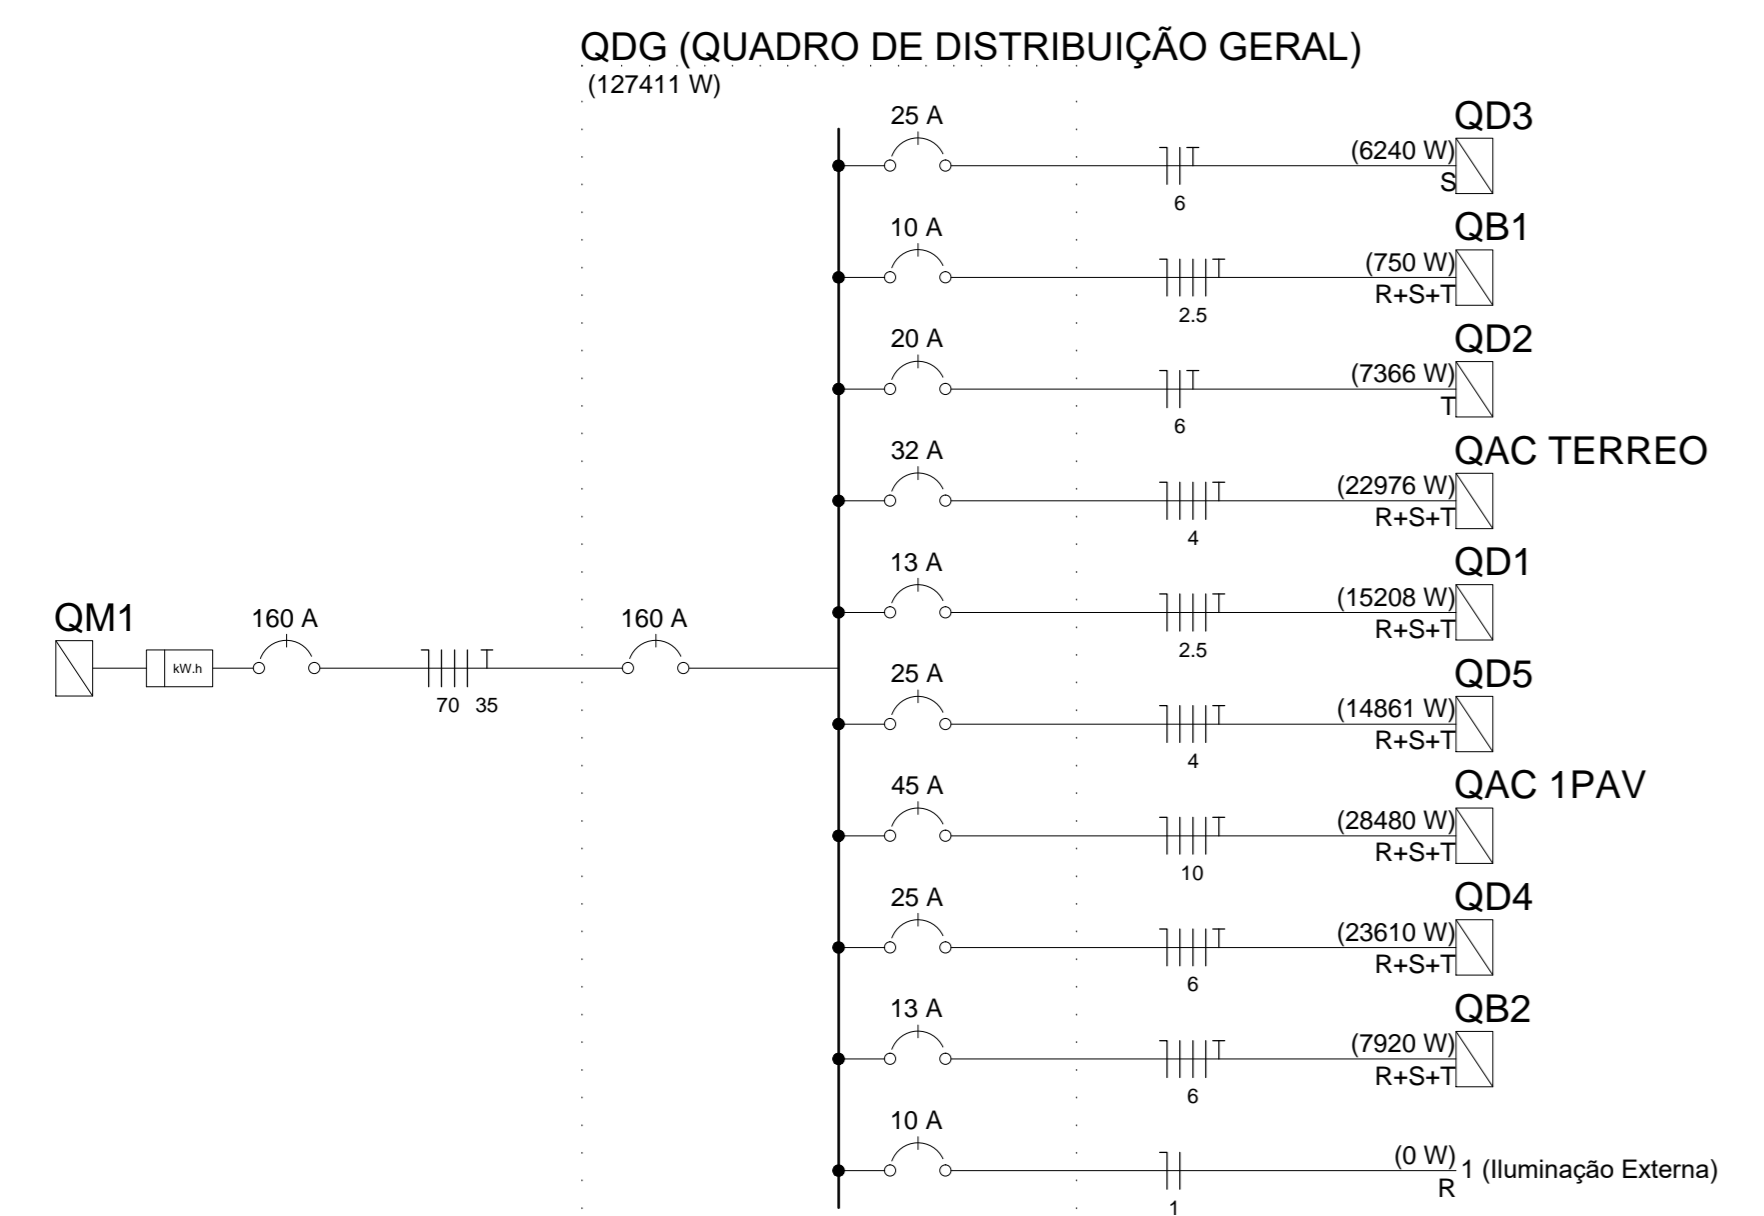 QDG (QUADRO DE DISTRIBUIÇÃO GERAL)
(127411 W)
25 A
QD3
(6240 W)
S
6
10 A
QB1
(750 W)
R+S+T
2.5
20 A
QD2
(7366 W)
T
6
32 A
QAC TERREO
(22976 W)
R+S+T
4
13 A
QD1
(15208 W)
R+S+T
2.5
QM1
kW.h
160 A
70 35
160 A
25 A
QD5
(14861 W)
R+S+T
4
45 A
QAC 1PAV
(28480 W)
R+S+T
10
25 A
QD4
(23610 W)
R+S+T
6
13 A
QB2
(7920 W)
R+S+T
6
10 A
(0 W)
1 (Iluminação Externa)
R
1